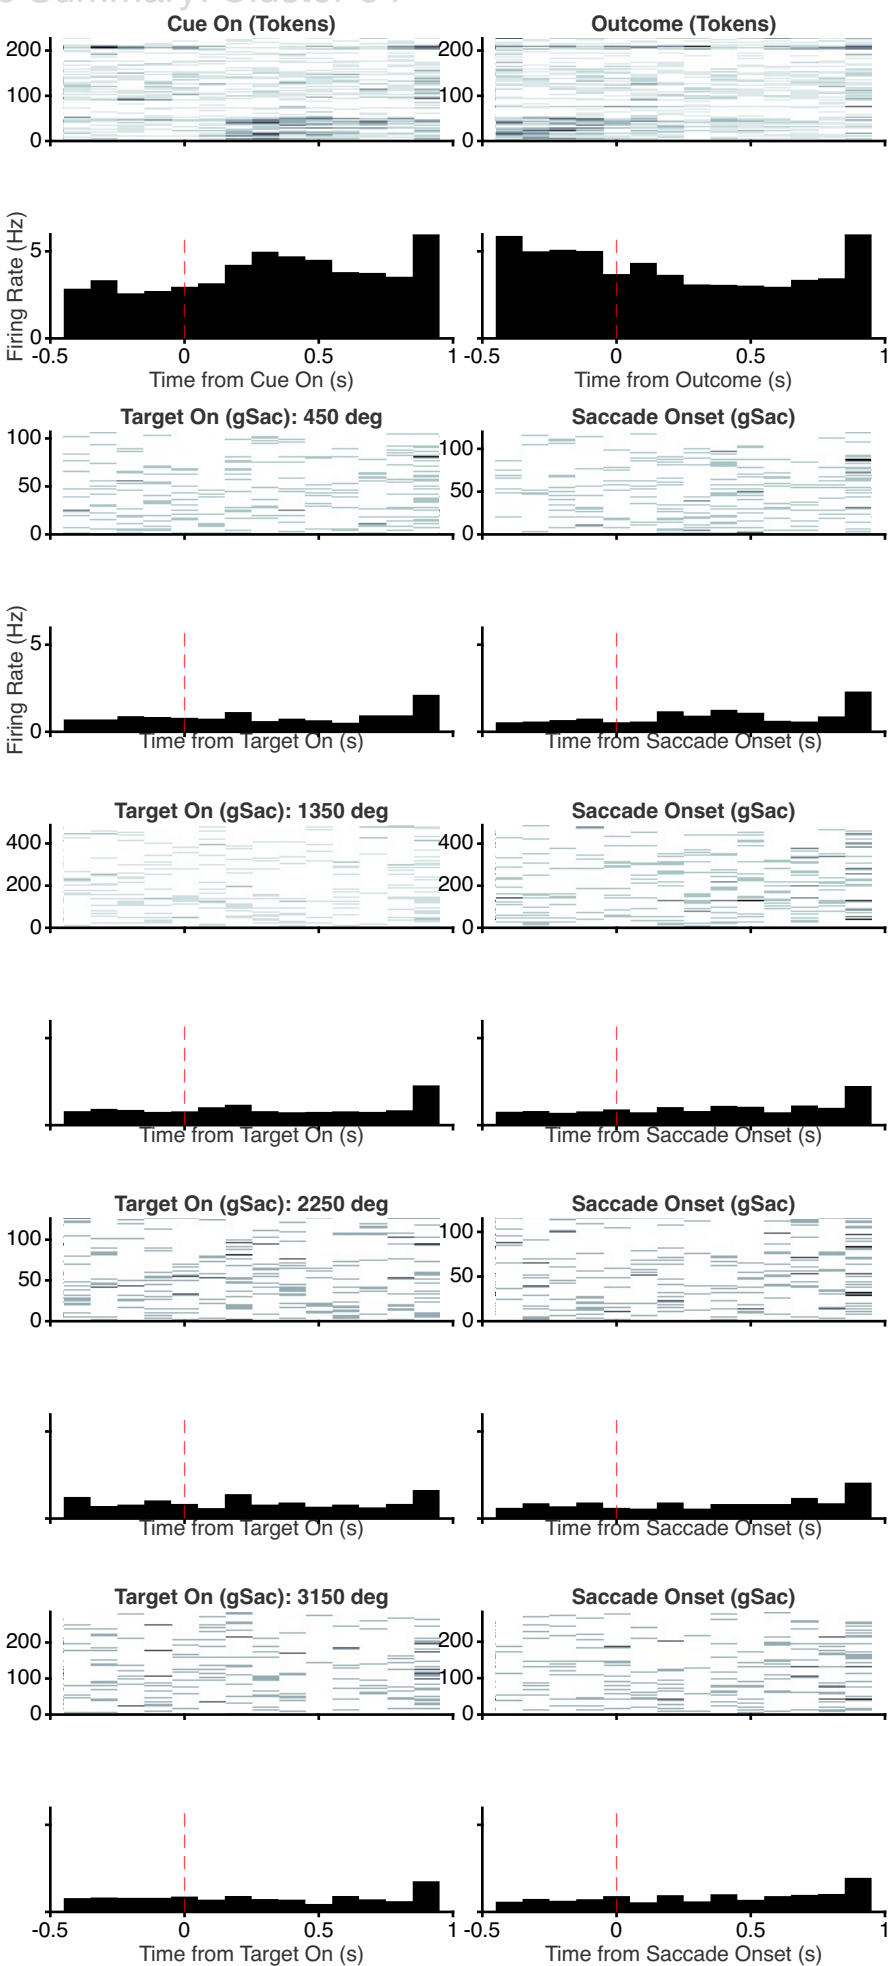 Summary: Cluster
Cue On (Tokens) Outcome (Tokens)
200 200
100 100
0 0
Firing Rate (Hz)
5 5
0
-0.5 0 0.5 1 -0.5 0 0.5 1
Time from Cue On (s) Time from Outcome (s)
Target On (gSac): 450 deg Saccade Onset (gSac)
100 100
50 50
0 0
Firing Rate (Hz)
5
0
Time from Target On (s) Time from Saccade Onset (s)
Target On (gSac): 1350 deg Saccade Onset (gSac)
400 400
200 200
0 0
Time from Target On (s) Time from Saccade Onset (s)
Target On (gSac): 2250 deg Saccade Onset (gSac)
100 100
50 50
0 0
Time from Target On (s) Time from Saccade Onset (s)
Target On (gSac): 3150 deg Saccade Onset (gSac)
200 200
100 100
0 0
-0.5 0 0.5 1 -0.5 0 0.5 1
Time from Target On (s) Time from Saccade Onset (s)